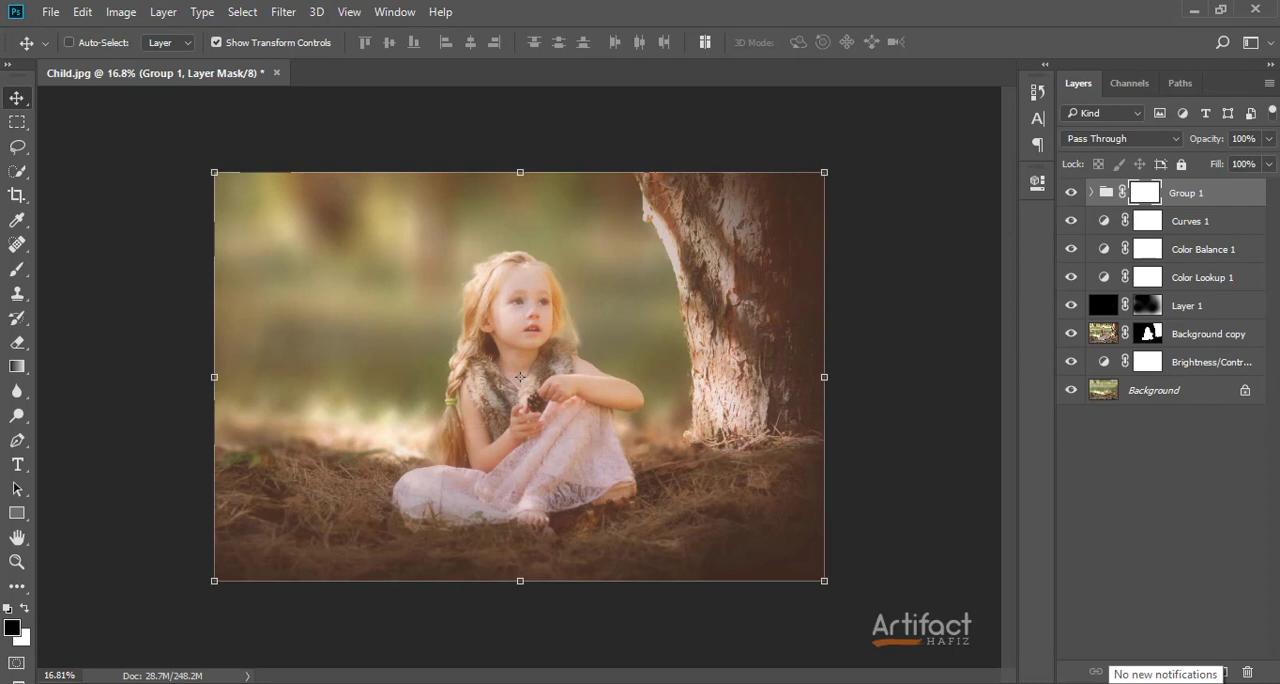 Ps File Edit Image Layer Type Select Filter 3D View Window Help
Auto-Select: Layer Show Transform Controls 3D Mode:
Child.jpg @ 16.8% (Group 1, Layer Mask/8) * ×
Layers Channels Paths
Kind
Pass Through Opacity: 100%
Lock: Fill: 100%
Group 1
Curves 1
Color Balance 1
Color Lookup 1
Layer 1
Background copy
Brightness/Contr...
Background
Artifact
HAFIZ
16.81% Doc: 28.7M/248.2M
No new notifications